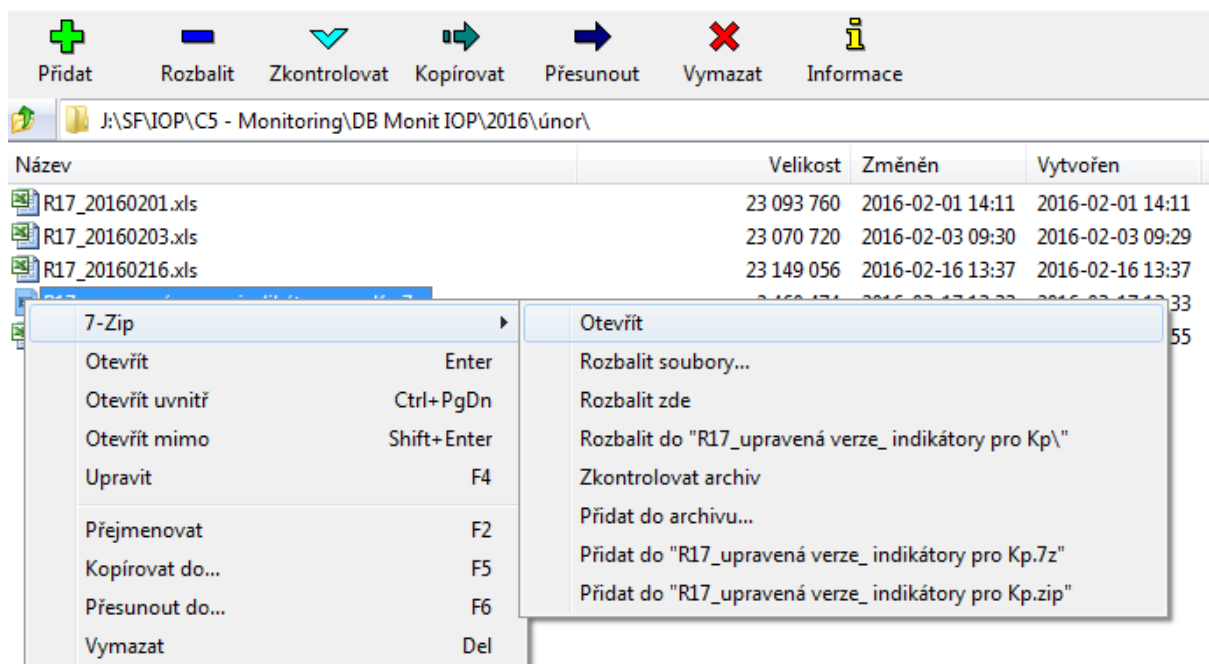 Přidat Rozbalit Zkontrolovat Kopírovat Přesunout Vymazat Informace
J:\SF\IOP\C5 - Monitoring\DB Monit IOP\2016\únor\
Název Velikost Změněn Vytvořen
R17_20160201.xls 23 093 760 2016-02-01 14:11 2016-02-01 14:11
R17_20160203.xls 23 070 720 2016-02-03 09:30 2016-02-03 09:29
R17_20160216.xls 23 149 056 2016-02-16 13:37 2016-02-16 13:37
33
55
7-Zip
Otevřít Enter
Otevřít uvnitř Ctrl+PgDn
Otevřít mimo Shift+Enter
Upravit F4
Přejmenovat F2
Kopírovat do... F5
Přesunout do... F6
Vymazat Del
Otevřít
Rozbalit soubory...
Rozbalit zde
Rozbalit do "R17_upravená verze_ indikátory pro Kp\"
Zkontrolovat archiv
Přidat do archivu...
Přidat do "R17_upravená verze_ indikátory pro Kp.7z"
Přidat do "R17_upravená verze_ indikátory pro Kp.zip"